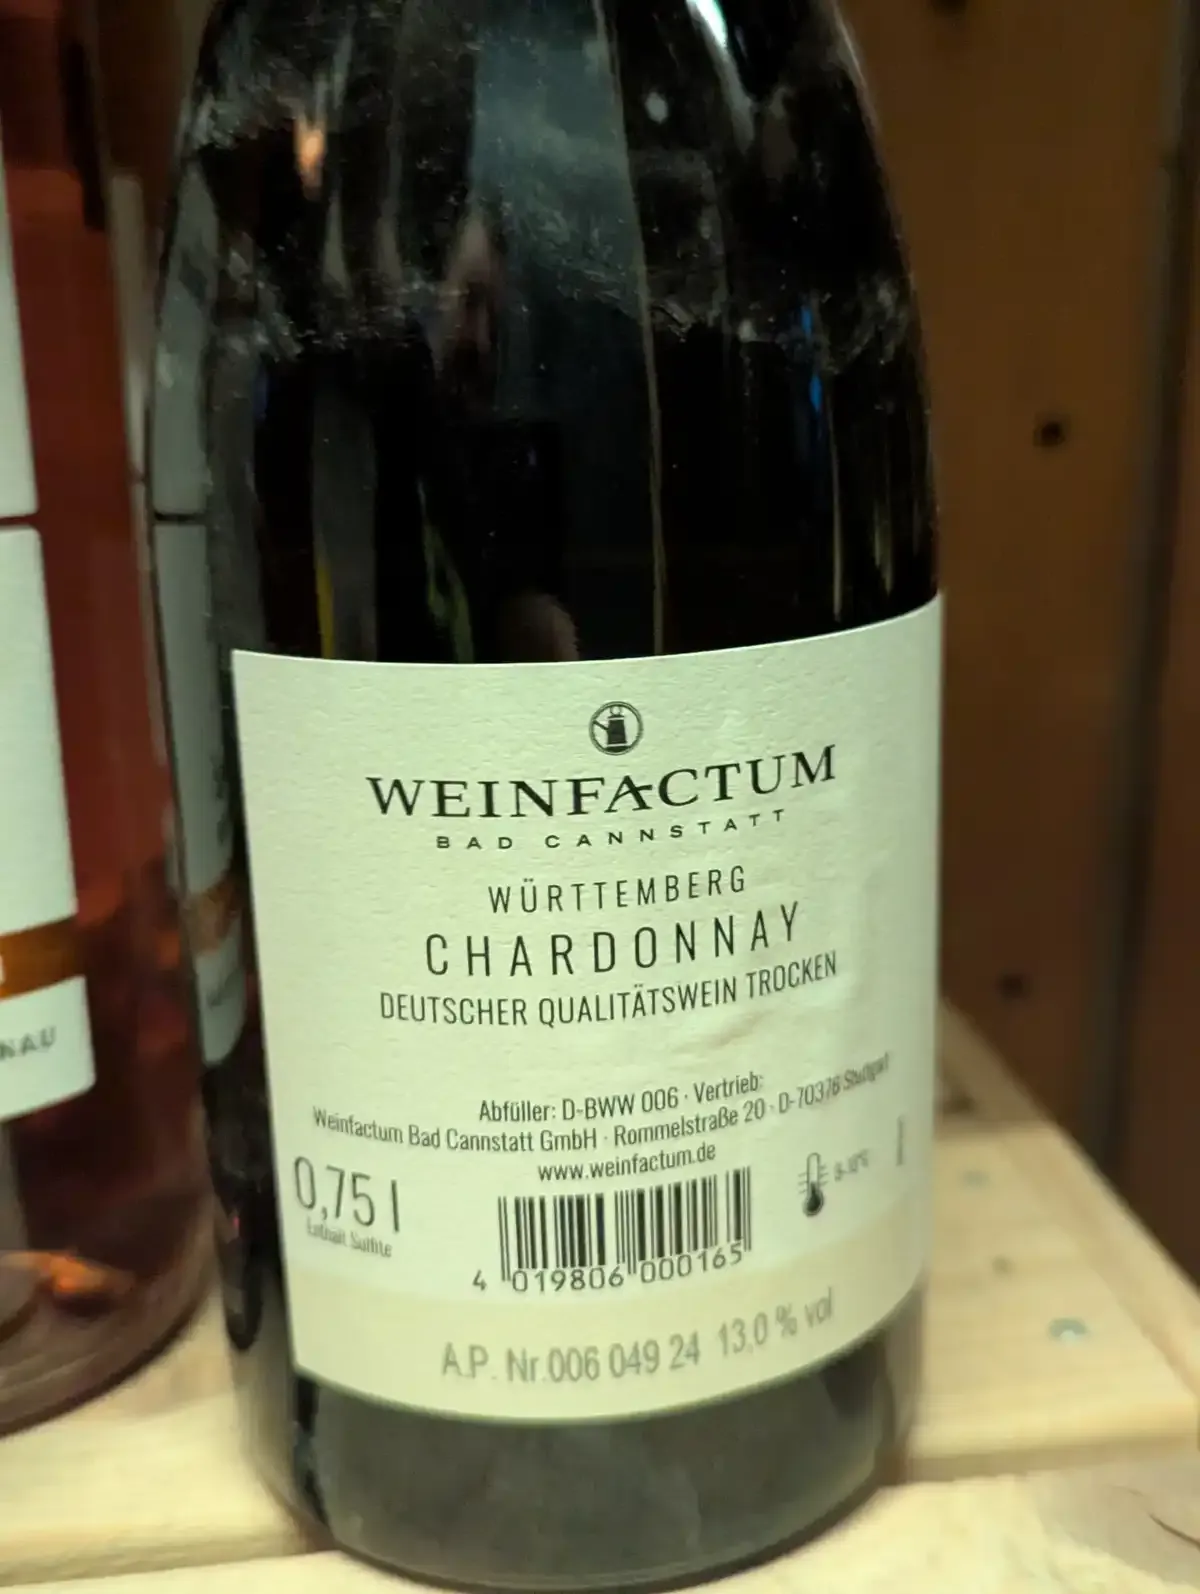 WEINFACTUM
BAD CANNSTATT
WÜRTTEMBERG
CHARDONNAY
DEUTSCHER QUALITÄTSWEIN TROCKEN
Abfüller: D-BWW 006 · Vertrieb:
Weinfactum Bad Cannstatt GmbH · Rommelstraße 20 · D-70376 Stuttgart
www.weinfactum.de
0,75 l
Enthält Sulfite
4 019806 000165
A.P. Nr.006 049 24 13,0 % vol
NAU